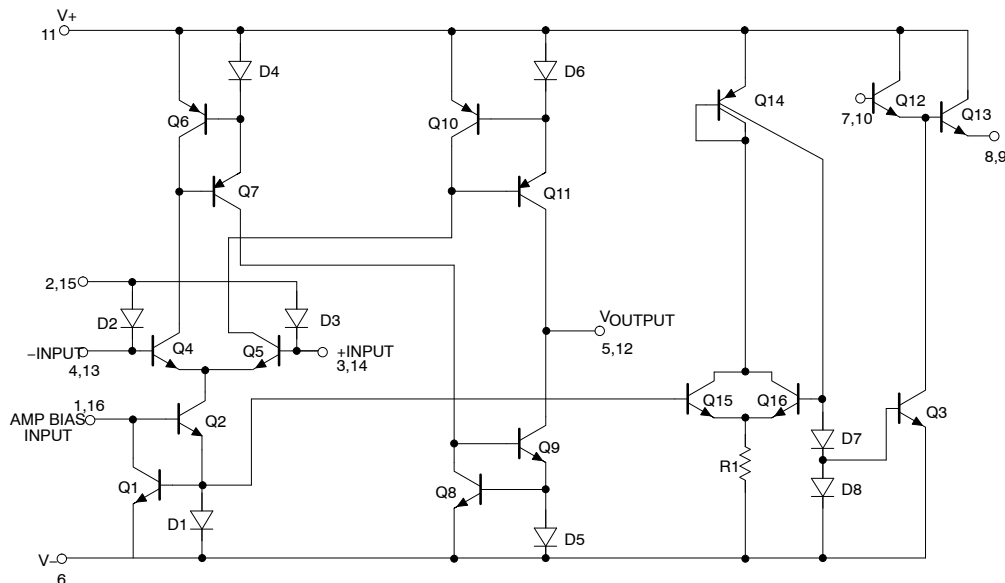 V+
11
D4
D6
Q6
Q10
Q14
Q12
Q13
7,10
8,9
Q7
Q11
2,15
D2
D3
VOUTPUT
5,12
−INPUT
4,13
Q4
Q5
+INPUT
3,14
1,16
AMP BIAS
INPUT
Q2
Q15
Q16
Q3
D7
Q9
R1
Q1
Q8
D8
D1
D5
V−
6